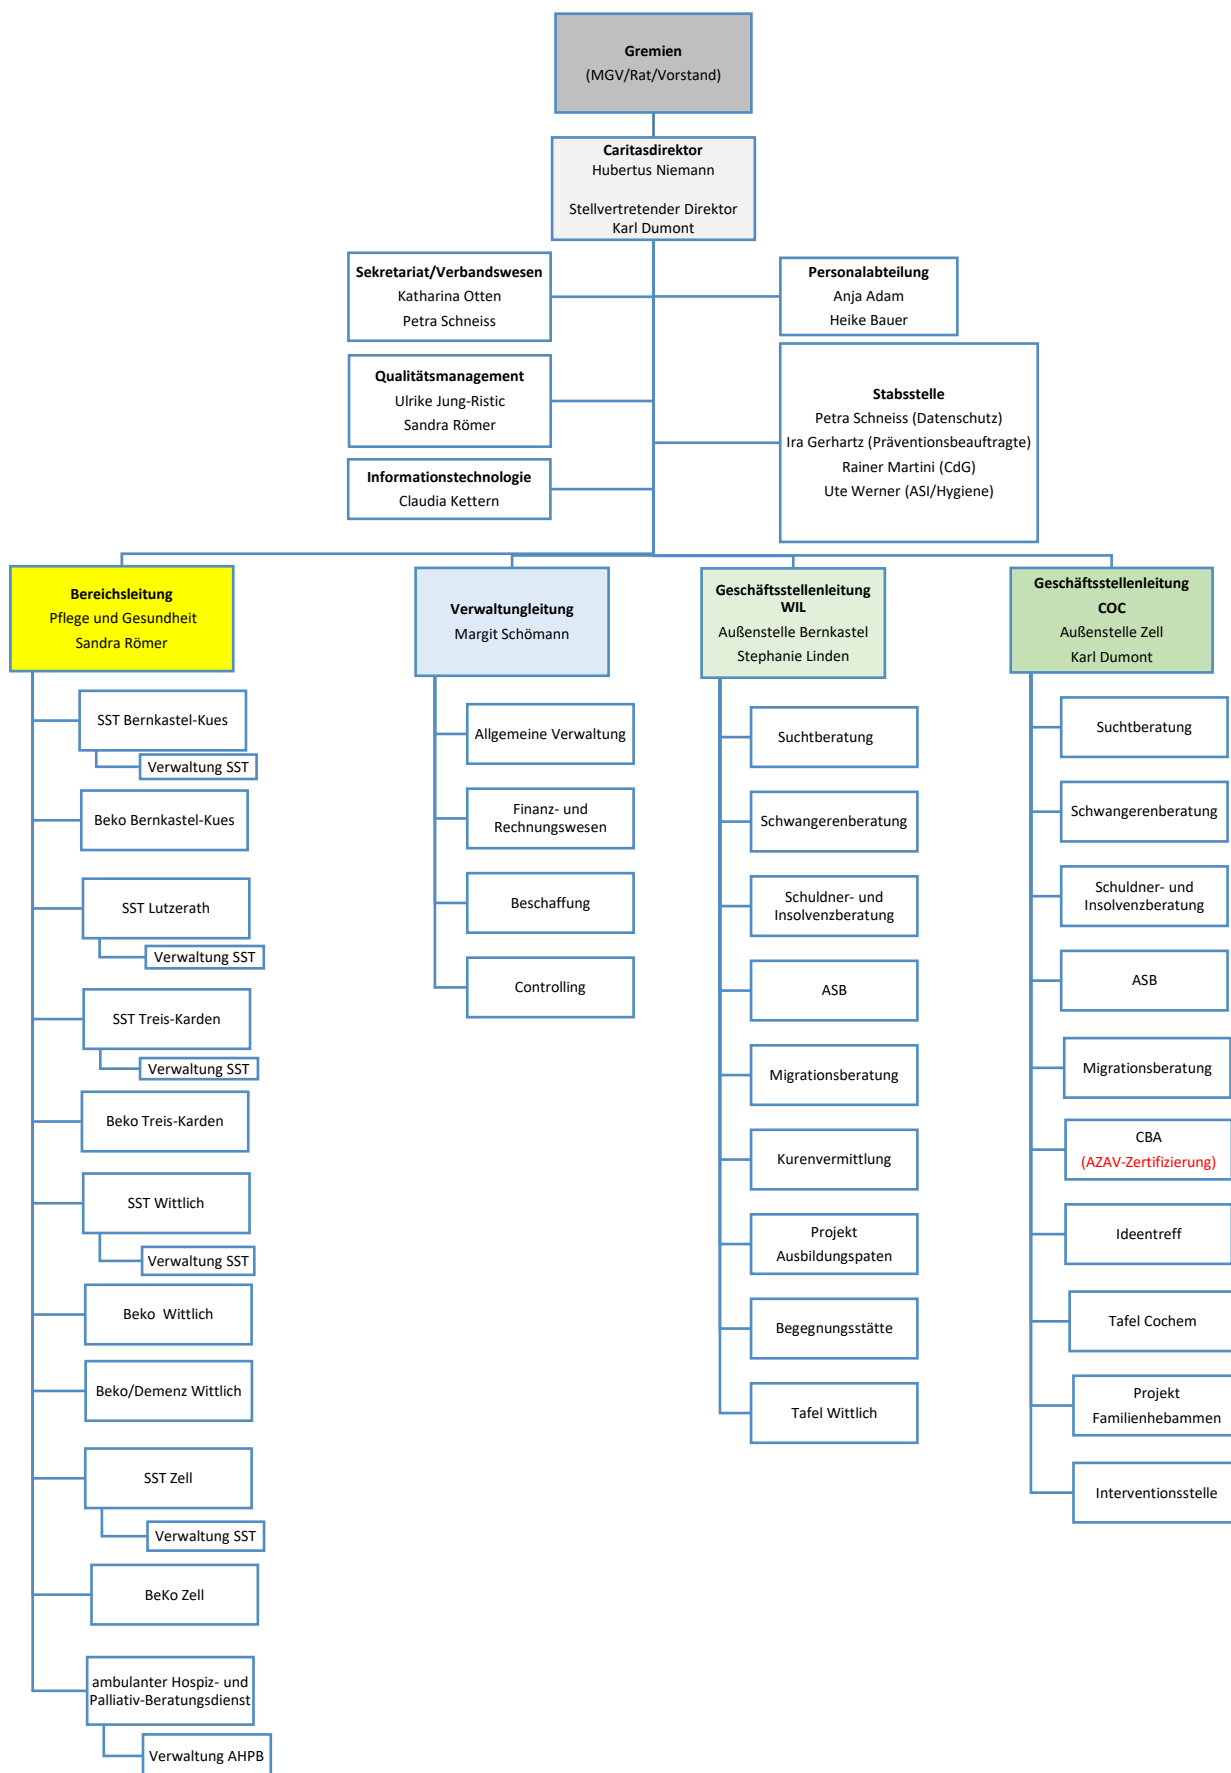 Gremien
(MGV/Rat/Vorstand)
Caritasdirektor
Hubertus Niemann
Stellvertretender Direktor
Karl Dumont
Sekretariat/Verbandswesen
Katharina Otten
Petra Schneiss
Personalabteilung
Anja Adam
Heike Bauer
Qualitätsmanagement
Ulrike Jung-Ristic
Sandra Römer
Stabsstelle
Petra Schneiss (Datenschutz)
Ira Gerhartz (Präventionsbeauftragte)
Rainer Martini (CdG)
Ute Werner (ASI/Hygiene)
Informationstechnologie
Claudia Kettern
Bereichsleitung
Pflege und Gesundheit
Sandra Römer
SST Bernkastel-Kues
Verwaltung SST
Beko Bernkastel-Kues
SST Lutzerath
Verwaltung SST
SST Treis-Karden
Verwaltung SST
Beko Treis-Karden
SST Wittlich
Verwaltung SST
Beko  Wittlich
Beko/Demenz Wittlich
SST Zell
Verwaltung SST
BeKo Zell
ambulanter Hospiz- und
Palliativ-Beratungsdienst
Verwaltung AHPB
Verwaltungleitung
Margit Schömann
Allgemeine Verwaltung
Finanz- und
Rechnungswesen
Beschaffung
Controlling
Geschäftsstellenleitung
WIL
Außenstelle Bernkastel
Stephanie Linden
Suchtberatung
Schwangerenberatung
Schuldner- und
Insolvenzberatung
ASB
Migrationsberatung
Kurenvermittlung
Projekt
Ausbildungspaten
Begegnungsstätte
Tafel Wittlich
Geschäftsstellenleitung
COC
Außenstelle Zell
Karl Dumont
Suchtberatung
Schwangerenberatung
Schuldner- und
Insolvenzberatung
ASB
Migrationsberatung
CBA
(AZAV-Zertifizierung)
Ideentreff
Tafel Cochem
Projekt
Familienhebammen
Interventionsstelle